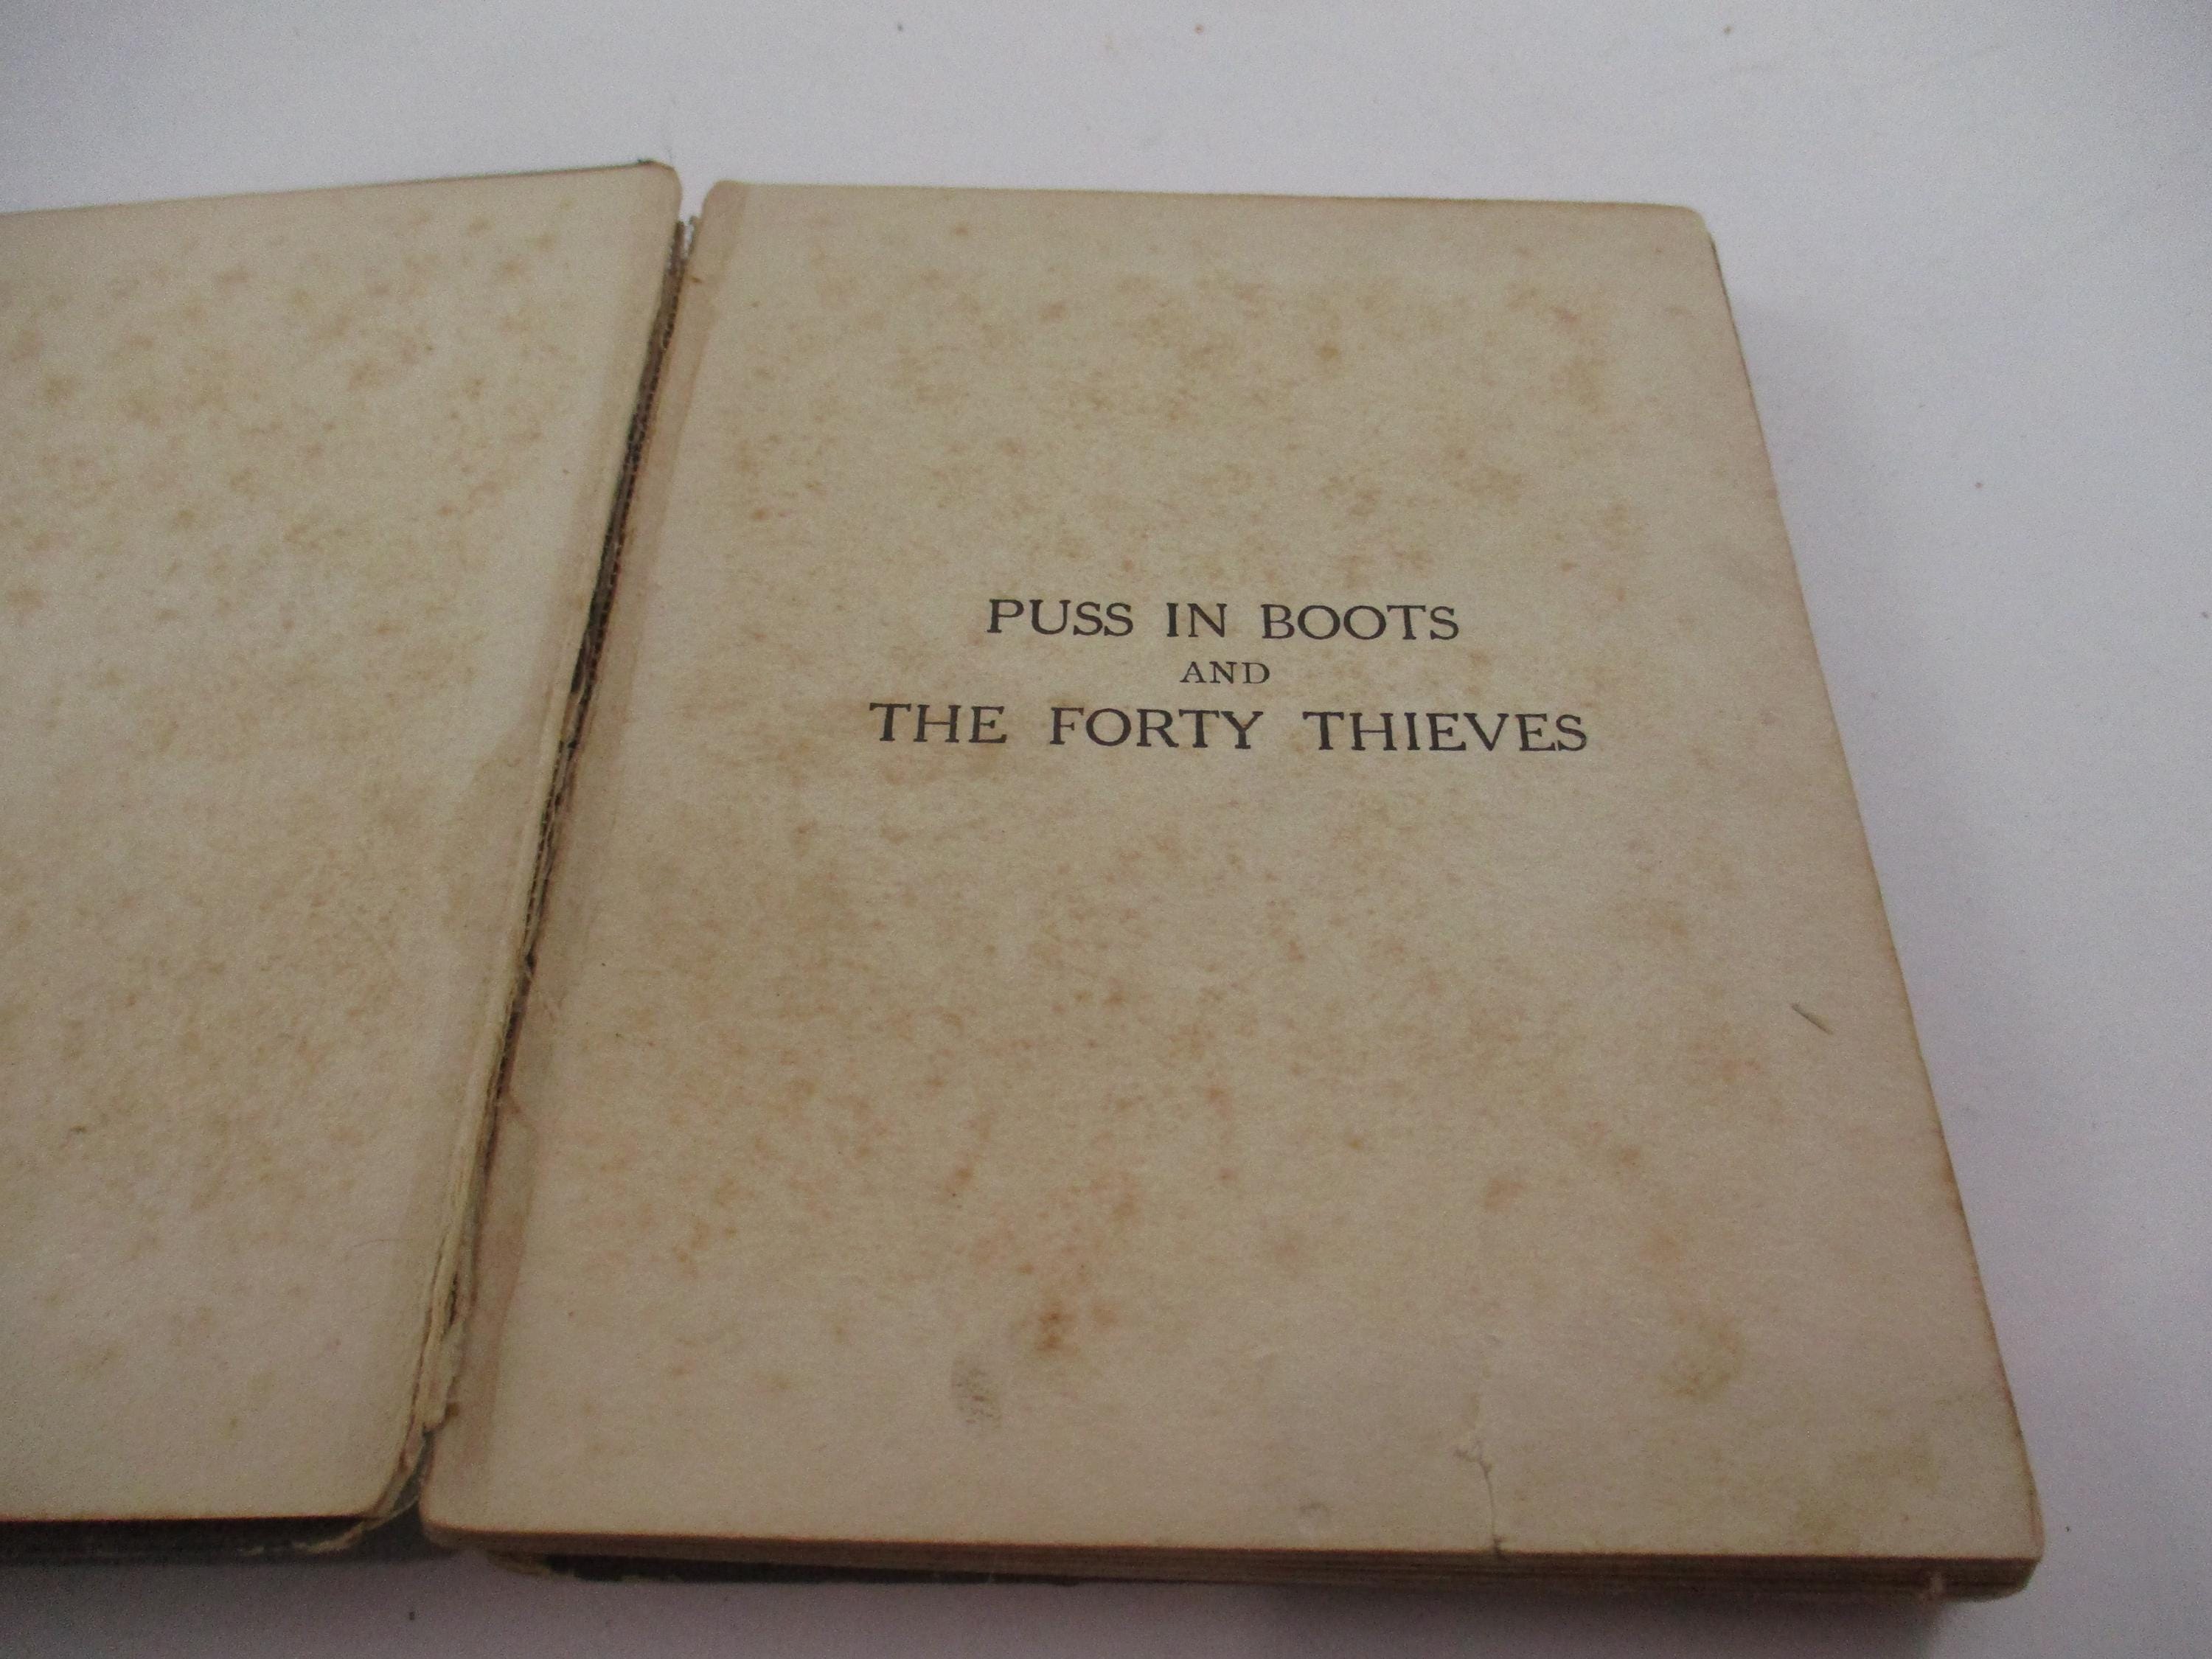 PUSS IN BOOTS
AND
THE FORTY THIEVES